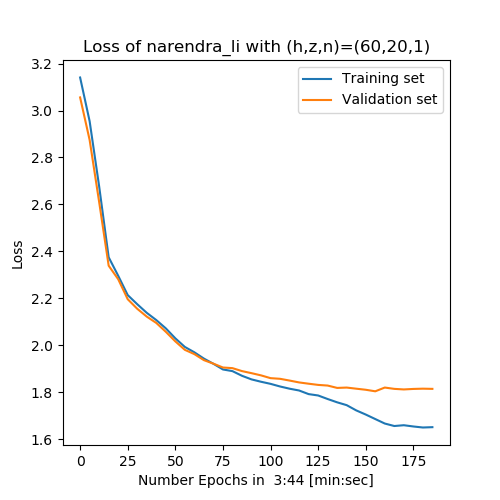 Loss of narendra_li with (h,z,n)=(60,20,1)
Training set
Validation set
Loss
3.2
3.0
2.8
2.6
2.4
2.2
2.0
1.8
1.6
0 25 50 75 100 125 150 175
Number Epochs in  3:44 [min:sec]